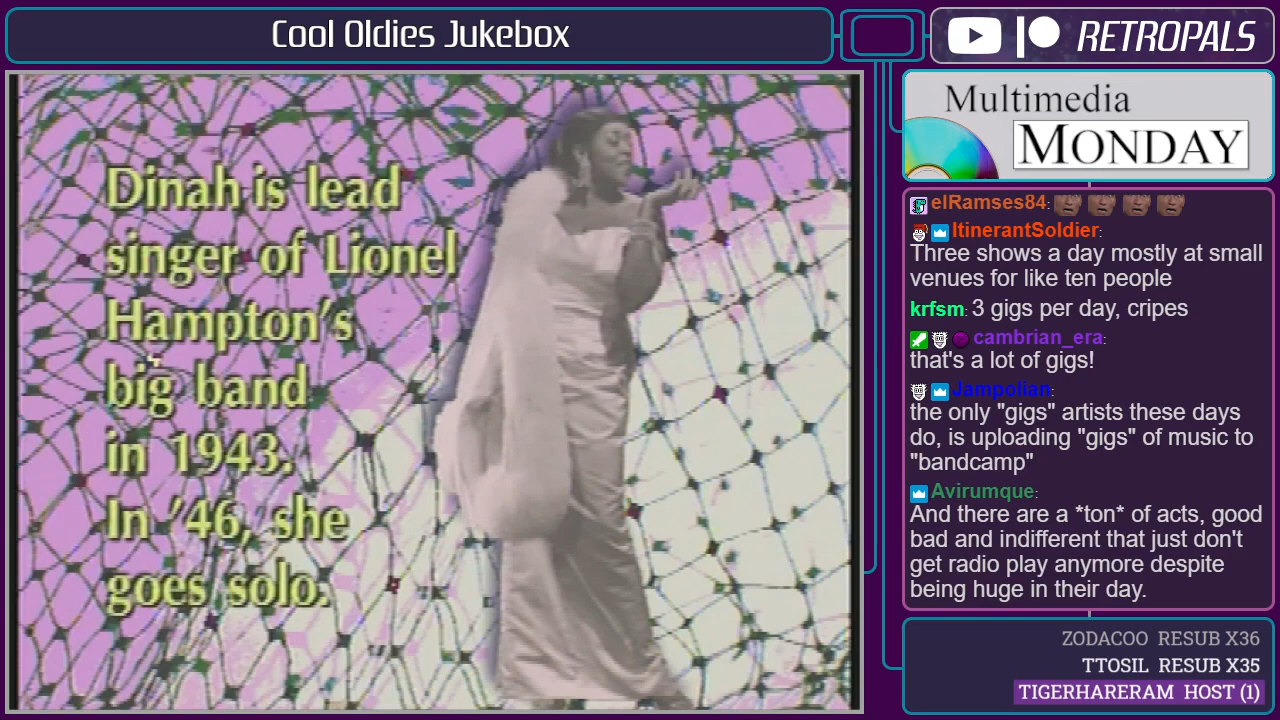 Cool Oldies Jukebox
RETROPALS
Multimedia
MONDAY
Dinah is lead
singer of Lionel
Hampton's
big band
in 1943.
In '46, she
goes solo.
elRamses84:
ItinerantSoldier:
Three shows a day mostly at small
venues for like ten people
krfsm: 3 gigs per day, cripes
cambrian_era:
that's a lot of gigs!
Jampolian:
the only "gigs" artists these days
do, is uploading "gigs" of music to
"bandcamp"
Avirumque:
And there are a *ton* of acts, good
bad and indifferent that just don't
get radio play anymore despite
being huge in their day.
ZODACOO RESUB X36
TTOSIL RESUB X35
TIGERHARERAM HOST (1)